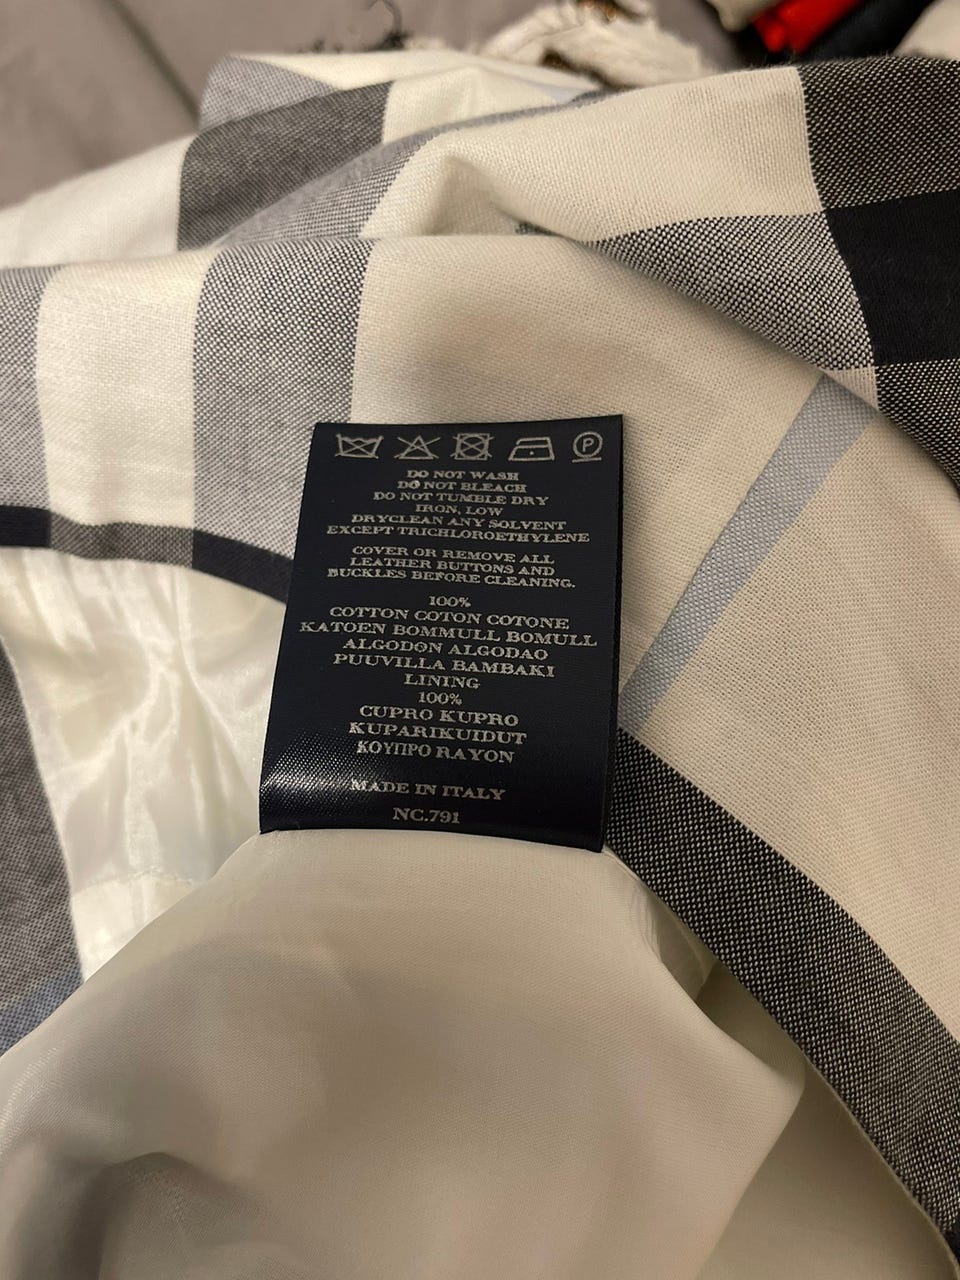 P
DO NOT WASH
DO NOT BLEACH
DO NOT TUMBLE DRY
IRON, LOW
DRYCLEAN ANY SOLVENT
EXCEPT TRICHLOROETHYLENE
COVER OR REMOVE ALL
LEATHER BUTTONS AND
BUCKLES BEFORE CLEANING.
100%
COTTON COTON COTONE
KATOEN BOMMULL BOMULL
ALGODON ALGODAO
PUUVILLA BAMBAKI
LINING
100%
CUPRO KUPRO
KUPARIKUIDUT
ΚΟΥΠΡΟ RAYON
MADE IN ITALY
NC.791